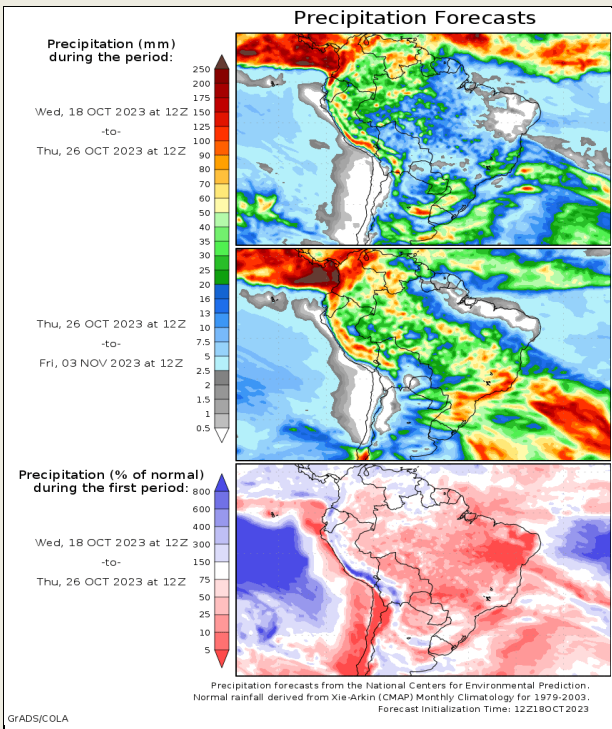 Precipitation Forecasts
Precipitation (mm)
during the period:
Wed, 18 OCT 2023 at 12Z
-to-
Thu, 26 OCT 2023 at 12Z
250
200
175
150
125
100
90
80
70
60
50
40
35
30
25
20
16
13
10
7.5
5
2.5
2
1.5
1
0.5
Thu, 26 OCT 2023 at 12Z
-to-
Fri, 03 NOV 2023 at 12Z
Precipitation (% of normal)
during the first period:
Wed, 18 OCT 2023 at 12Z
-to-
Thu, 26 OCT 2023 at 12Z
800
600
400
300
150
75
50
25
10
5
Precipitation forecasts from the National Centers for Environmental Prediction.
Normal rainfall derived from Xie-Arkin (CMAP) Monthly Climatology for 1979-2003.
Forecast Initialization Time: 12Z18OCT2023
GrADS/COLA